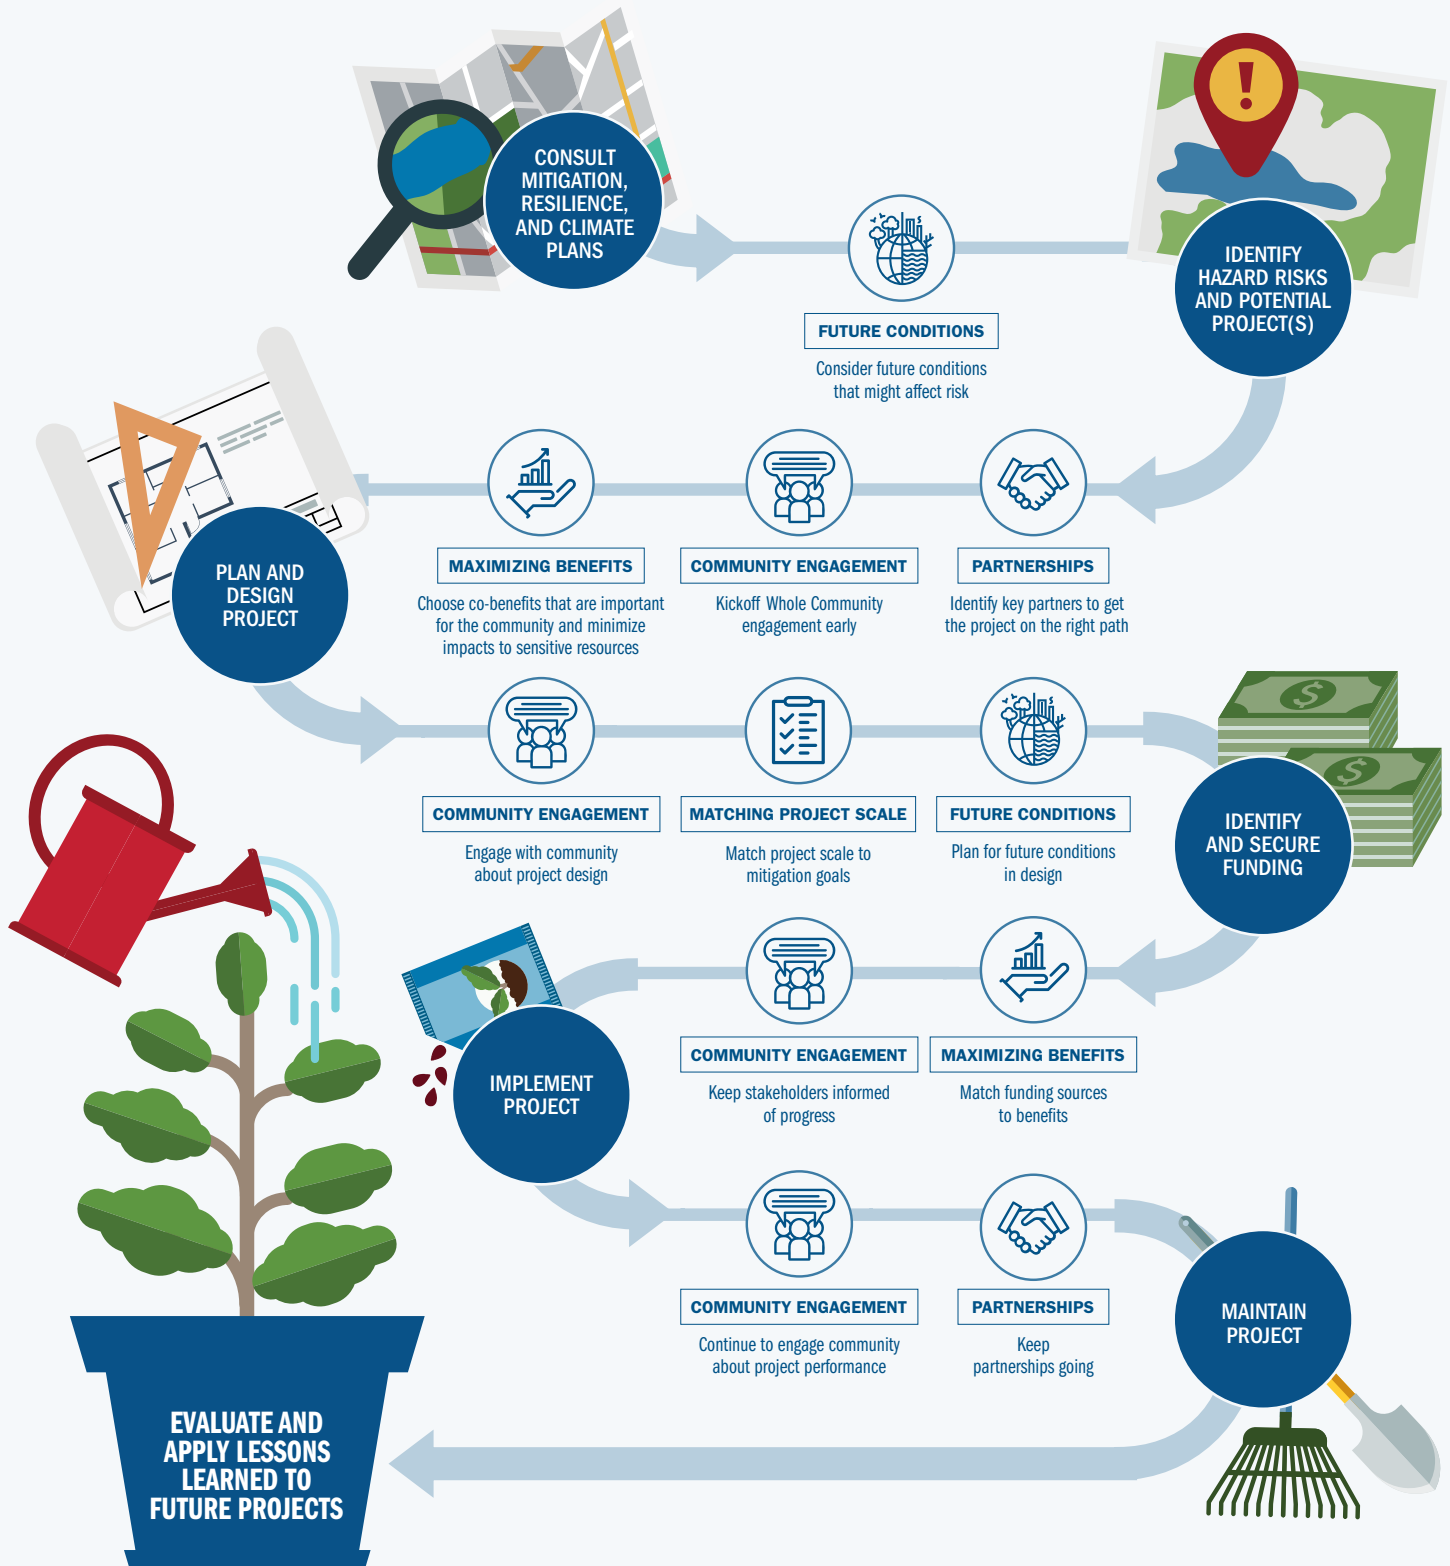 CONSULT
MITIGATION,
RESILIENCE,
AND CLIMATE
PLANS
FUTURE CONDITIONS
Consider future conditions
that might affect risk
IDENTIFY
HAZARD RISKS
AND POTENTIAL
PROJECT(S)
PARTNERSHIPS
Identify key partners to get
the project on the right path
COMMUNITY ENGAGEMENT
Kickoff Whole Community
engagement early
MAXIMIZING BENEFITS
Choose co-benefits that are important
for the community and minimize
impacts to sensitive resources
PLAN AND
DESIGN
PROJECT
COMMUNITY ENGAGEMENT
Engage with community
about project design
MATCHING PROJECT SCALE
Match project scale to
mitigation goals
FUTURE CONDITIONS
Plan for future conditions
in design
$
$
IDENTIFY
AND SECURE
FUNDING
MAXIMIZING BENEFITS
Match funding sources
to benefits
COMMUNITY ENGAGEMENT
Keep stakeholders informed
of progress
IMPLEMENT
PROJECT
COMMUNITY ENGAGEMENT
Continue to engage community
about project performance
PARTNERSHIPS
Keep
partnerships going
MAINTAIN
PROJECT
EVALUATE AND
APPLY LESSONS
LEARNED TO
FUTURE PROJECTS